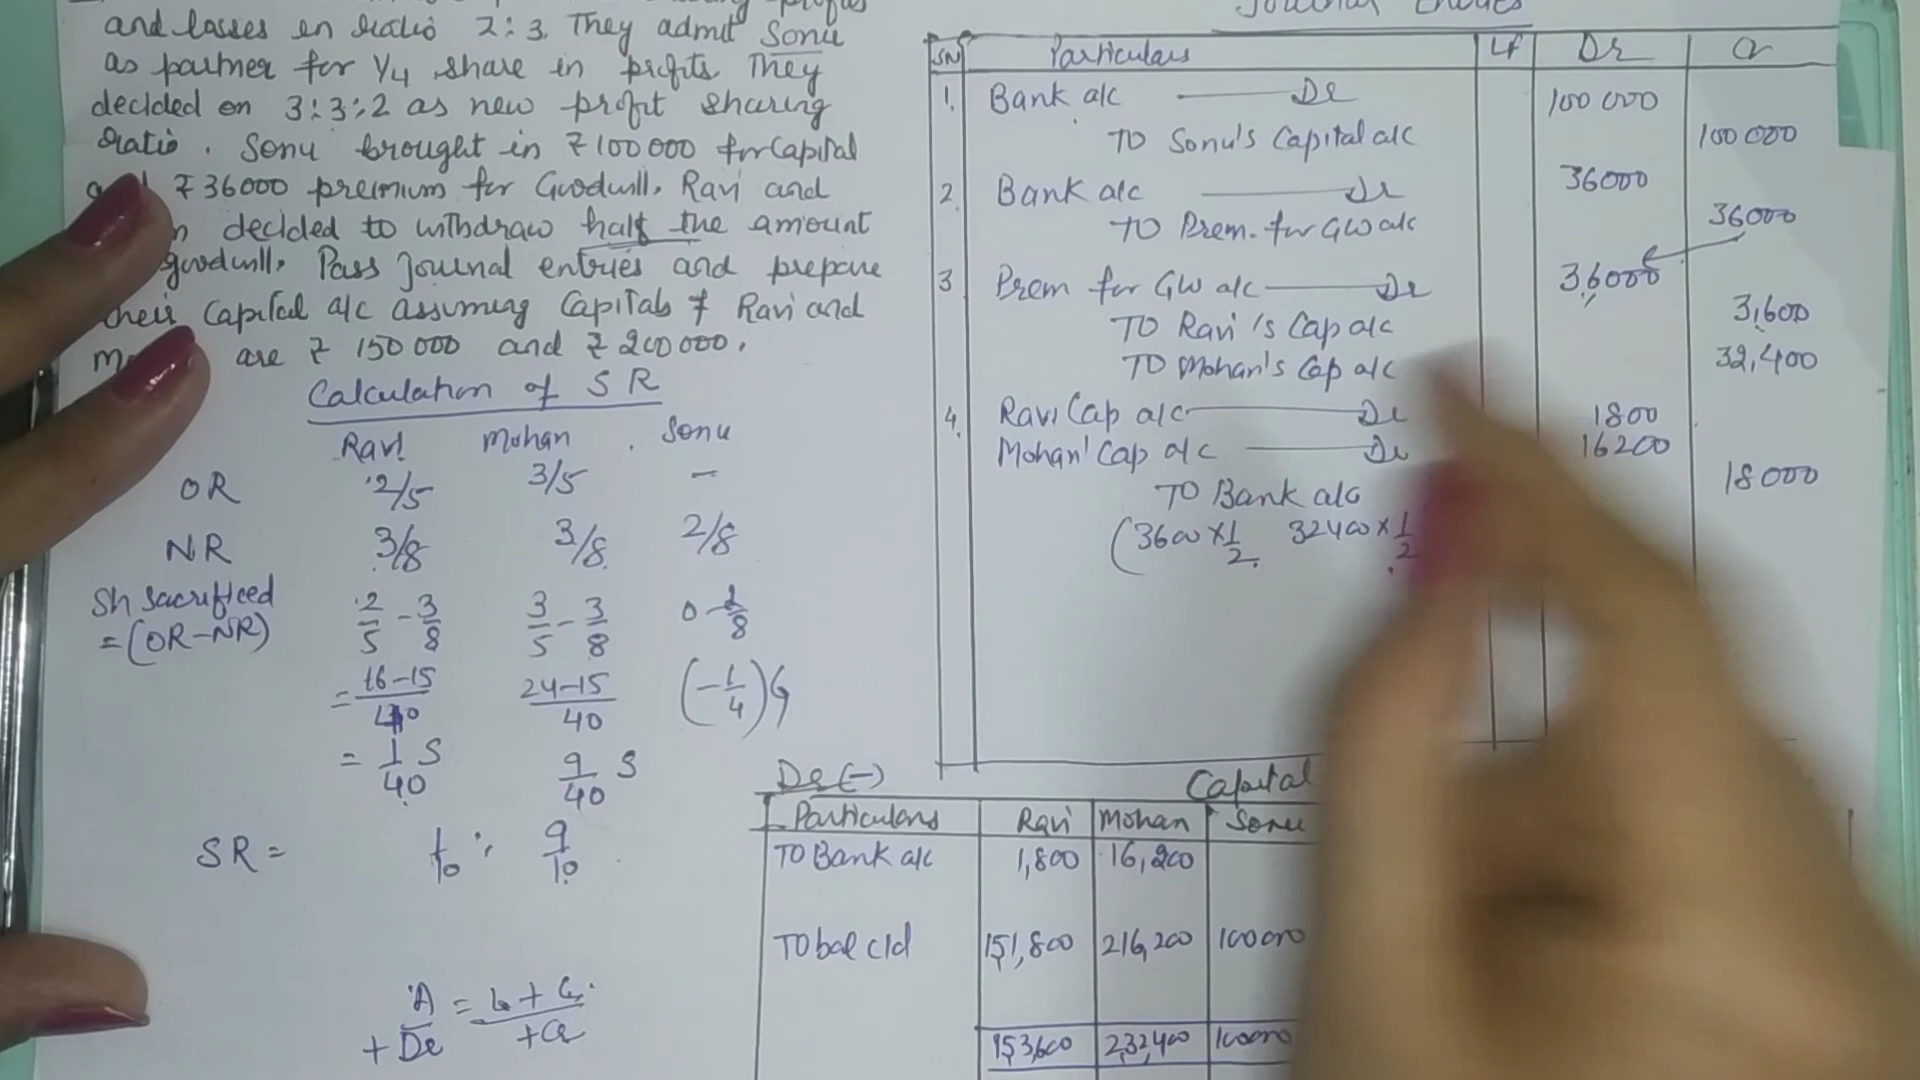 and losses in ratio 2:3. They admit Sonu
as partner for 1/4 share in profits They
decided on 3:3:2 as new profit sharing
ratio. Sonu brought in ₹100000 for Capital
₹36000 premium for Goodwill. Ravi and
decided to withdraw half the amount
goodwill. Pass journal entries and prepare
their Capital a/c assuming Capitals of Ravi and
are ₹ 150000 and ₹200000.
Calculation of SR
Ravi Mohan Sonu
OR 2/5 3/5 -
NR 3/8 3/8 2/8
Sh sacrificed 2/5 - 3/8 3/5 - 3/8 0 - 2/8
= (OR-NR)
= 16-15/40 24-15/40 (-1/4) G
= 1/40 S 9/40 S
SR = 1/10 : 9/10
A = L + C
+ Dr + Cr
Journal Entries
SN Particulars LF Dr Cr
1. Bank a/c Dr 100 000
TO Sonu's Capital a/c 100 000
2. Bank a/c Dr 36000
TO Prem. for GW a/c 36000
3 Prem for GW a/c Dr 36000
TO Ravi's Cap a/c 3,600
TO Mohan's Cap a/c 32,400
4. Ravi Cap a/c Dr 1800
Mohan' Cap a/c Dr 16200
TO Bank a/c 18000
(3600 × 1/2 32400 × 1/2
Dr (-) Capital
Particulars Ravi Mohan Sonu
TO Bank a/c 1,800 16,200
TO bal c/d 151,800 216,200 100000
153,600 232,400 100000